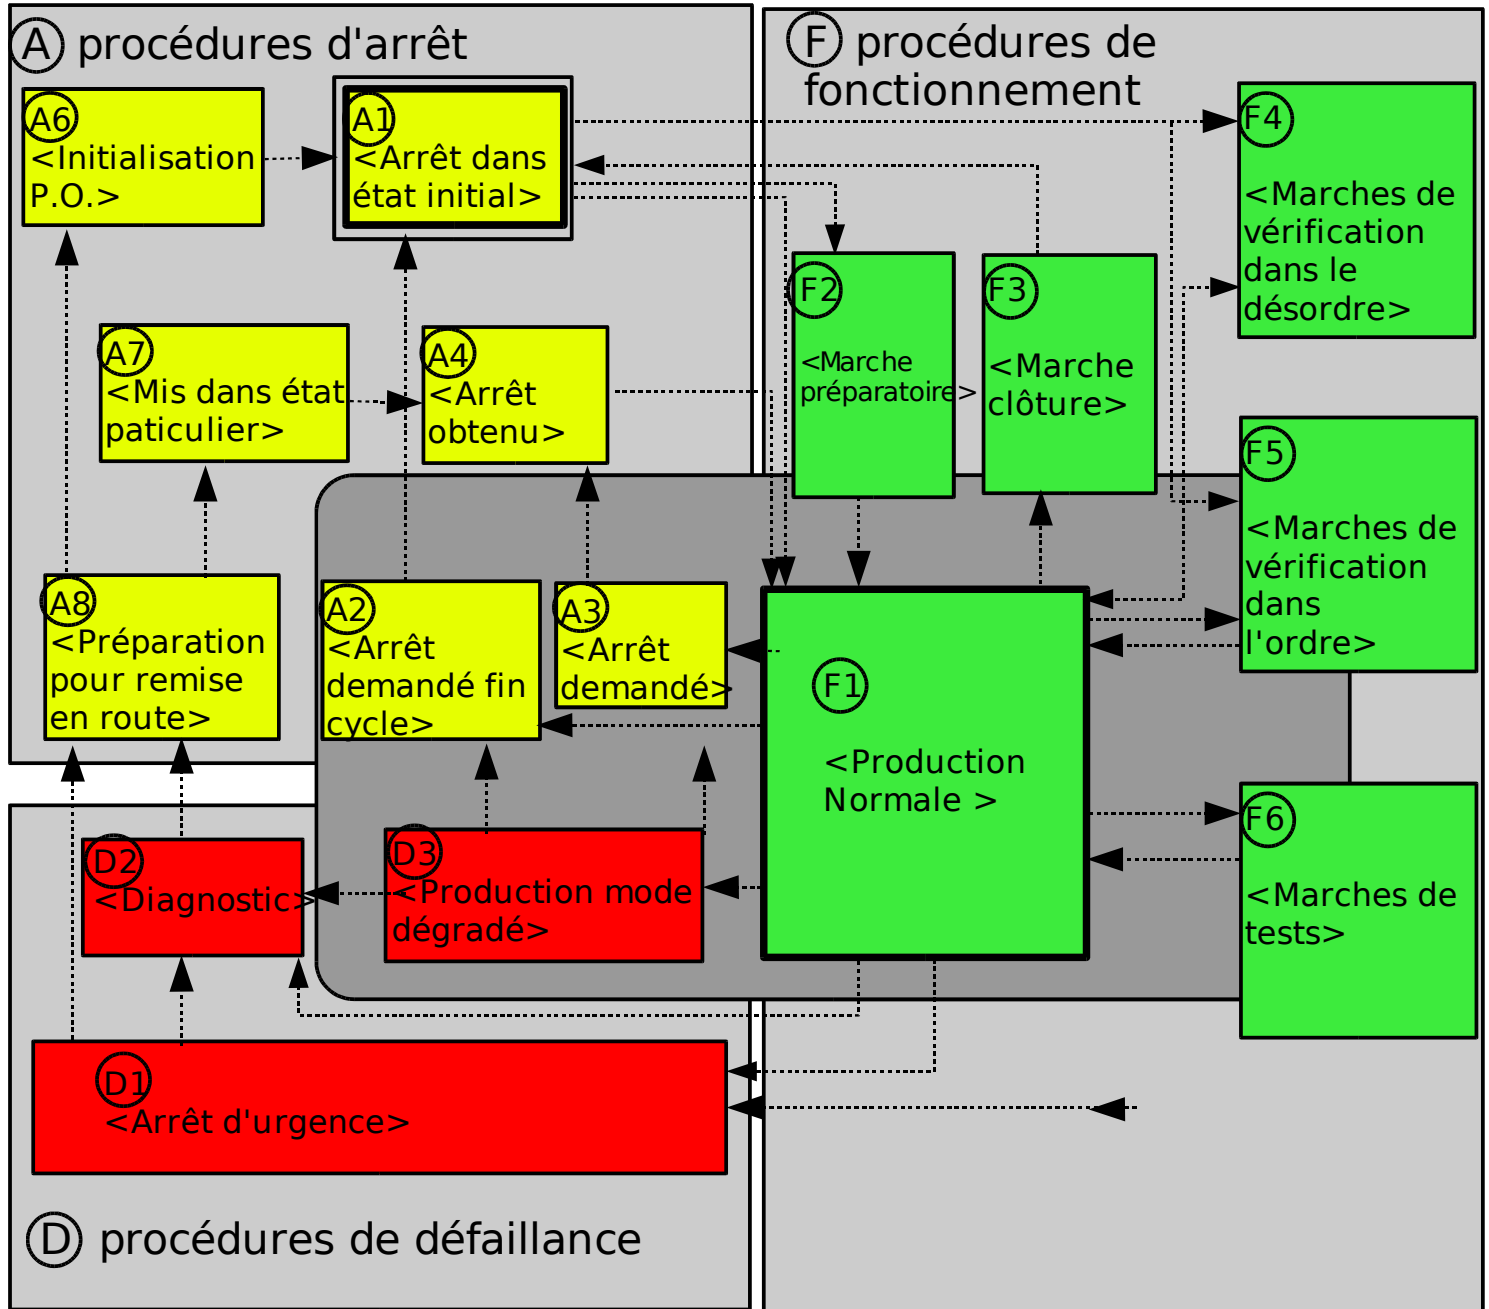 A procédures d'arrêt
A6
<Initialisation
P.O.>
A1
<Arrêt dans
état initial>
A7
<Mis dans état
paticulier>
A4
<Arrêt
obtenu>
A8
<Préparation
pour remise
en route>
A2
<Arrêt
demandé fin
cycle>
A3
<Arrêt
demandé>
F procédures de
fonctionnement
F4
<Marches de
vérification
dans le
désordre>
F2
<Marche
préparatoire>
F3
<Marche
clôture>
F5
<Marches de
vérification
dans
l'ordre>
F1
<Production
Normale >
F6
<Marches de
tests>
D2
<Diagnostic>
D3
<Production mode
dégradé>
D1
<Arrêt d'urgence>
D procédures de défaillance